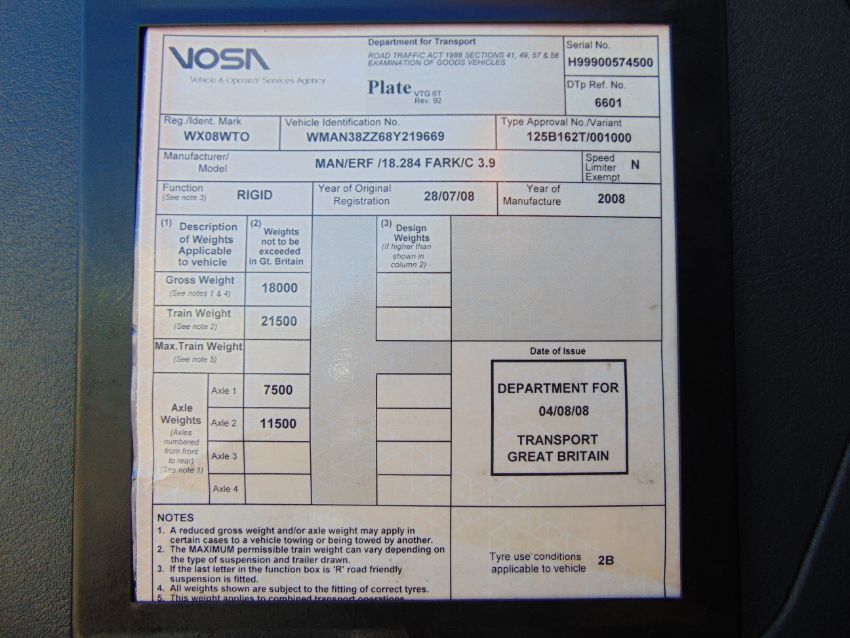 VOSA
Vehicle & Operator Services Agency
Department for Transport
ROAD TRAFFIC ACT 1988 SECTIONS 41, 49, 57 & 58
EXAMINATION OF GOODS VEHICLES
Plate VTG 6T
Rev. 92
Serial No.
H99900574500
DTp Ref. No.
6601
Reg./Ident. Mark
WX08WTO
Vehicle Identification No.
WMAN38ZZ68Y219669
Type Approval No./Variant
125B162T/001000
Manufacturer/
Model
MAN/ERF /18.284 FARK/C 3.9
Speed
Limiter
Exempt
N
Function
(See note 3)
RIGID
Year of Original
Registration
28/07/08
Year of
Manufacture
2008
(1) Description
of Weights
Applicable
to vehicle
(2) Weights
not to be
exceeded
in Gt. Britain
(3) Design
Weights
(if higher than
shown in
column 2)
Gross Weight
(See notes 1 & 4)
18000
Train Weight
(See note 2)
21500
Max.Train Weight
(See note 5)
Axle
Weights
(Axles
numbered
from front
to rear)
(See note 1)
Axle 1
7500
Axle 2
11500
Axle 3
Axle 4
Date of Issue
DEPARTMENT FOR
04/08/08
TRANSPORT
GREAT BRITAIN
NOTES
1. A reduced gross weight and/or axle weight may apply in
certain cases to a vehicle towing or being towed by another.
2. The MAXIMUM permissible train weight can vary depending on
the type of suspension and trailer drawn.
3. If the last letter in the function box is 'R' road friendly
suspension is fitted.
4. All weights shown are subject to the fitting of correct tyres.
5. This weight applies to combined transport operations.
Tyre use conditions
applicable to vehicle
2B